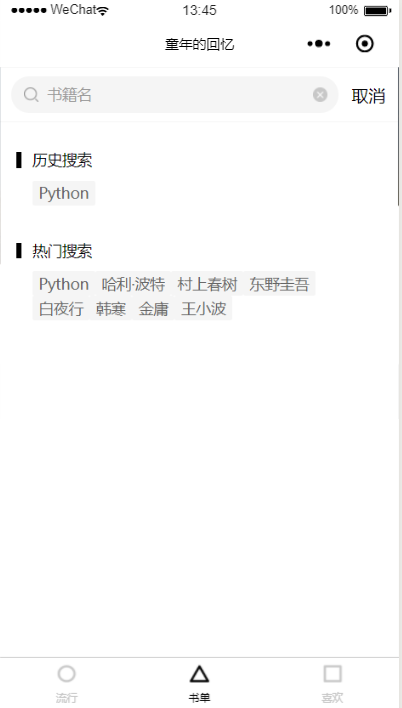 ●●●●● WeChat 13:45 100%
童年的回忆
书籍名 取消
历史搜索
Python
热门搜索
Python 哈利·波特 村上春树 东野圭吾
白夜行 韩寒 金庸 王小波
流行 书单 喜欢